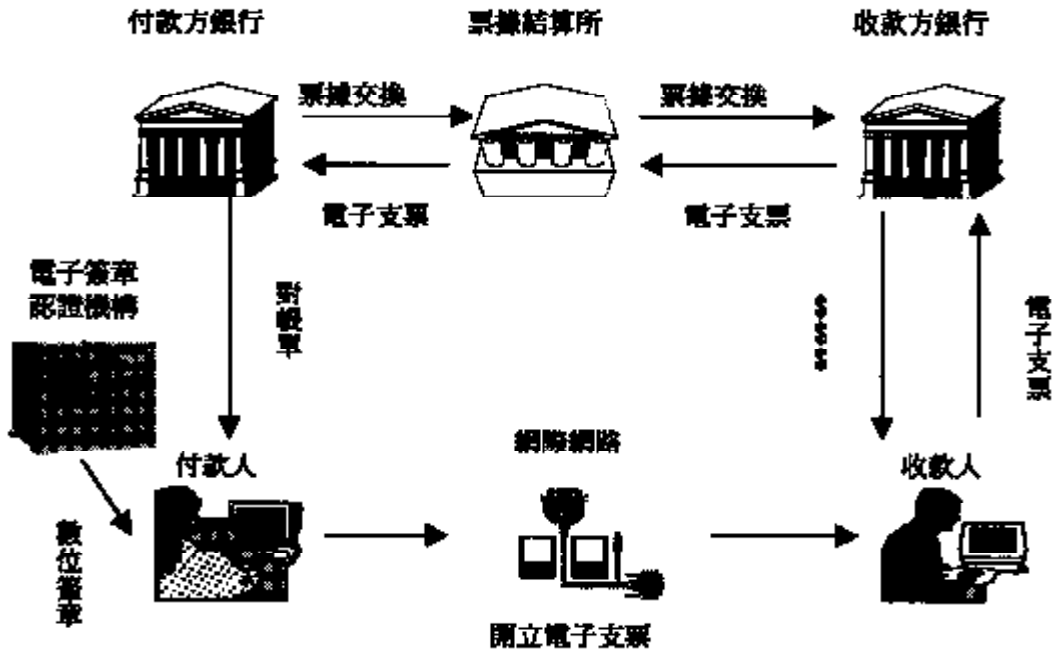 付款方銀行
票據結算所
收款方銀行
票據交換
票據交換
電子支票
電子支票
電子簽章
認證機構
對帳單
$$$$$
電子支票
付款人
網際網路
收款人
數位簽章
開立電子支票